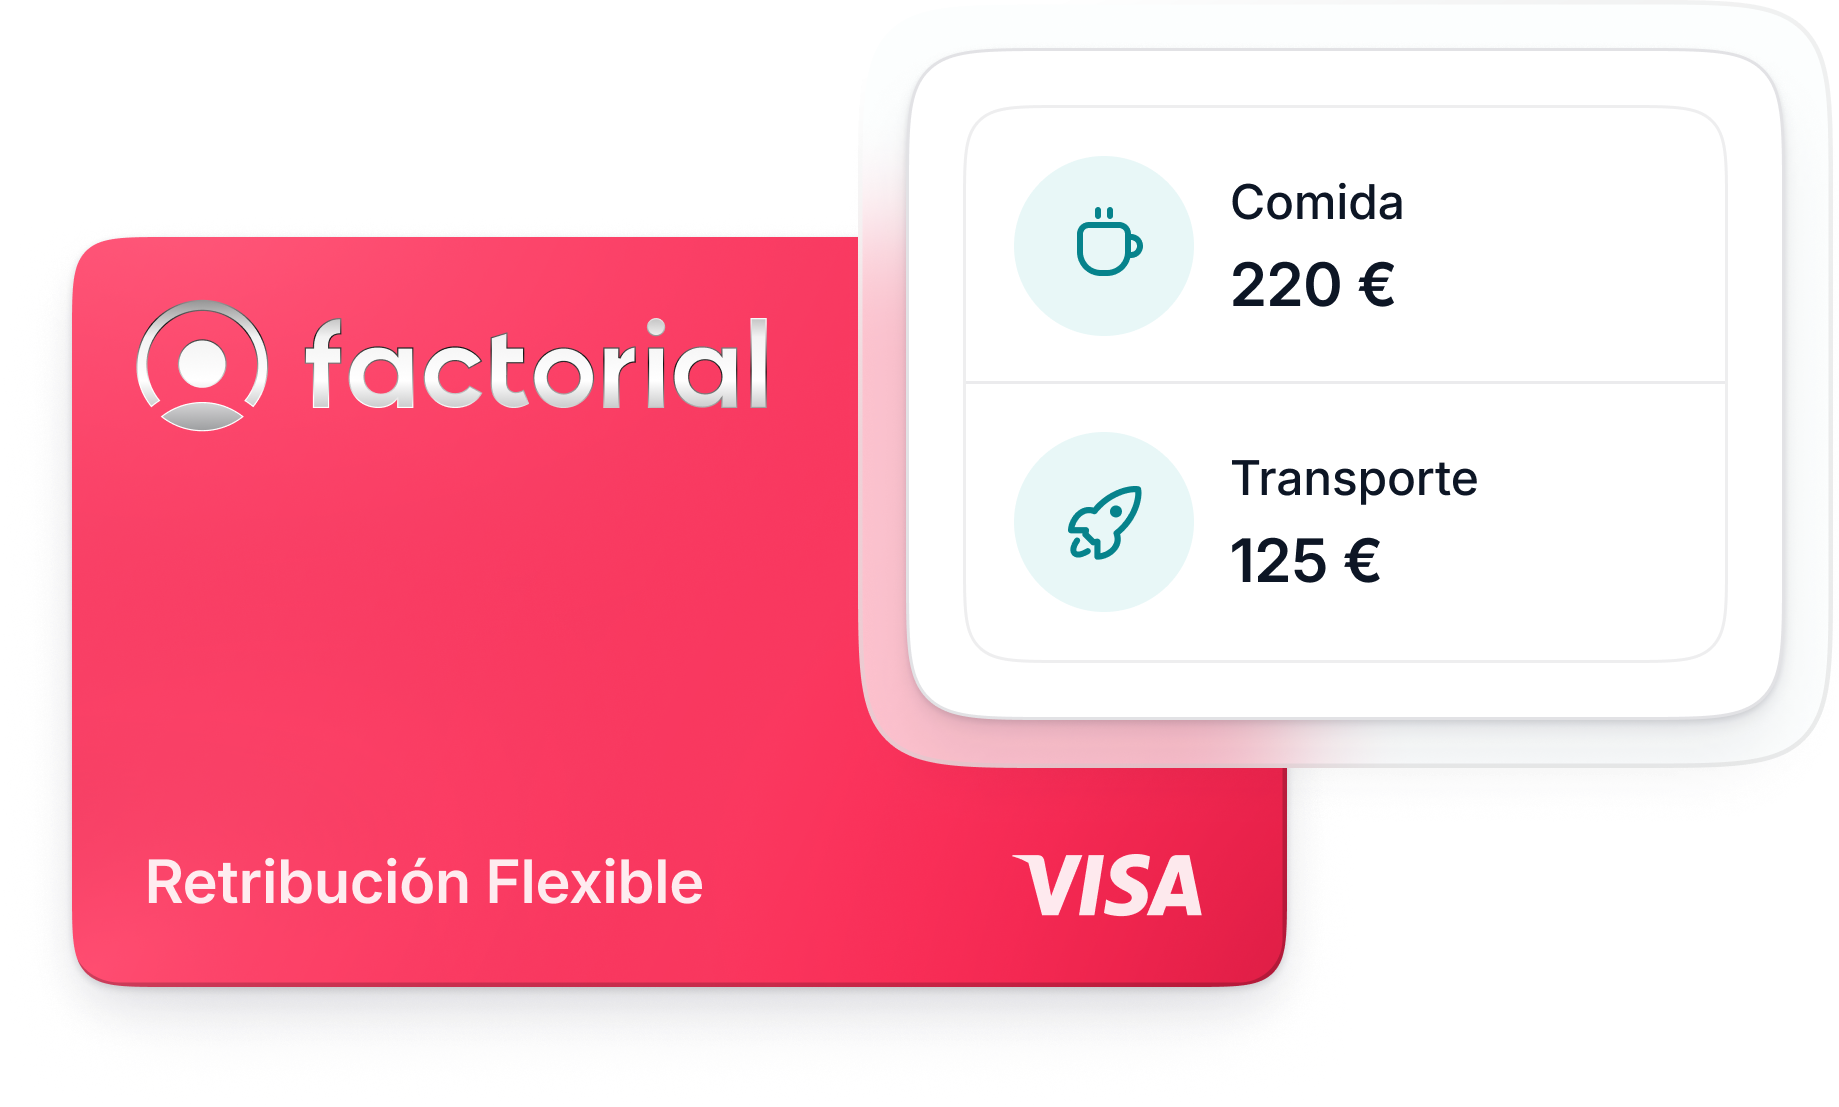 factorial
Retribución Flexible
VISA
Comida
220 €
Transporte
125 €